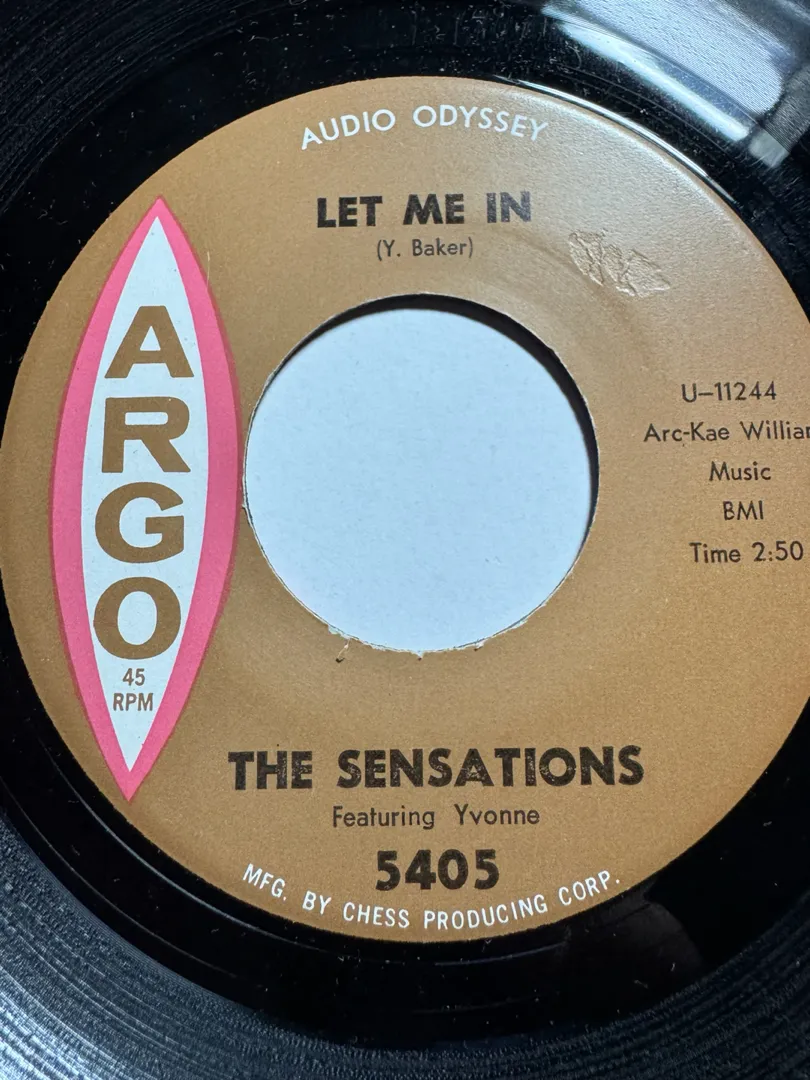 AUDIO ODYSSEY
LET ME IN
(Y. Baker)
ARGO
45
RPM
U-11244
Arc-Kae
Music
BMI
Time 2:50
THE SENSATIONS
Featuring Yvonne
5405
MFG. BY CHESS PRODUCING CORP.